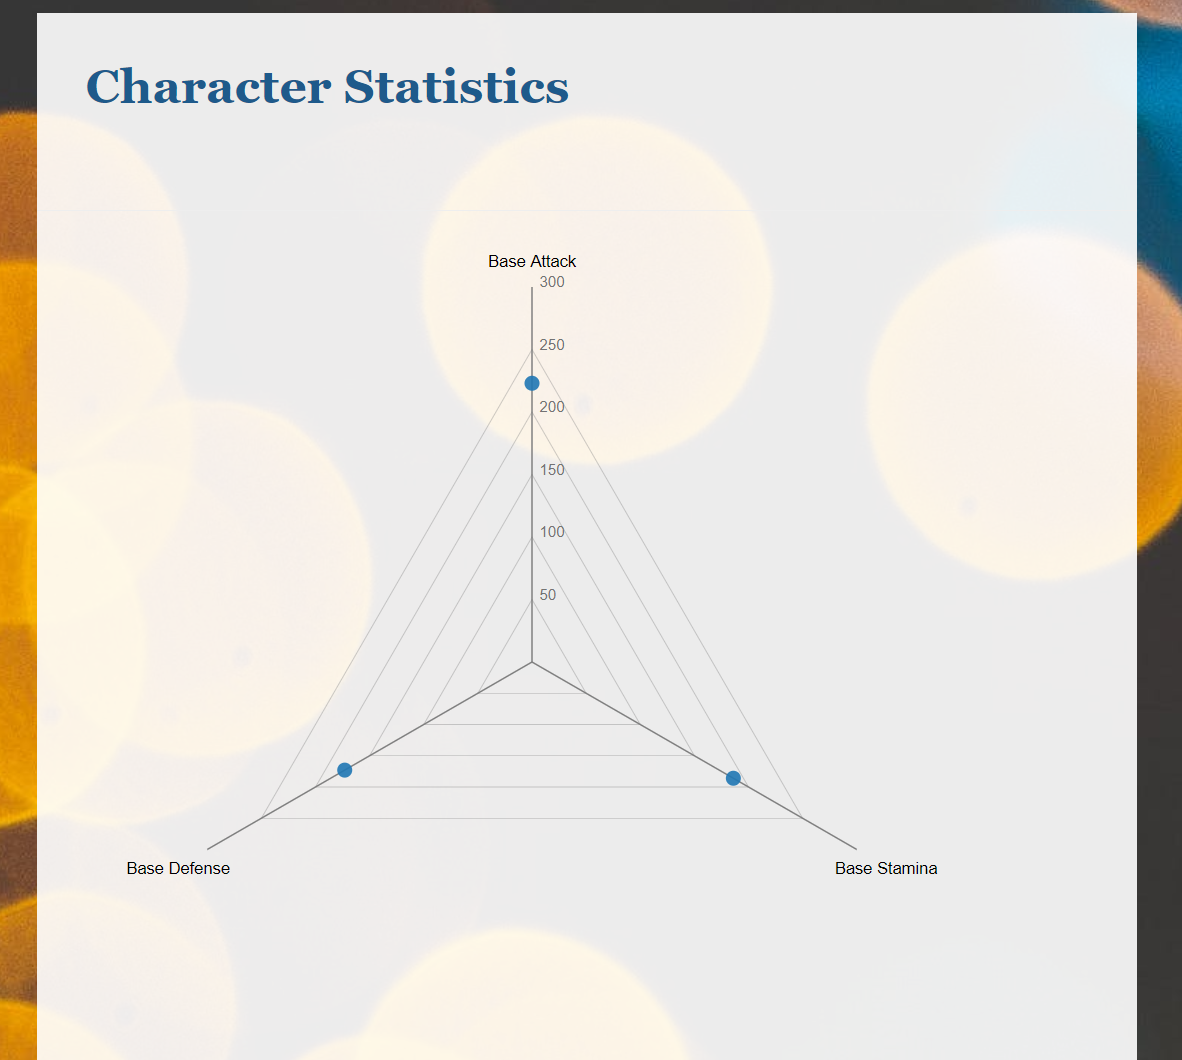 Character Statistics
Base Attack
300
250
200
150
100
50
Base Defense
Base Stamina